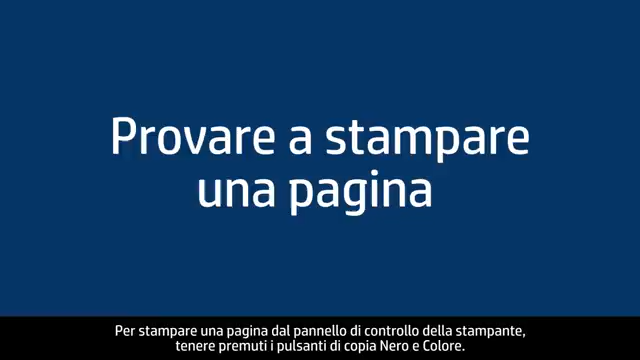 Provare a stampare
una pagina
Per stampare una pagina dal pannello di controllo della stampante,
tenere premuti i pulsanti di copia Nero e Colore.